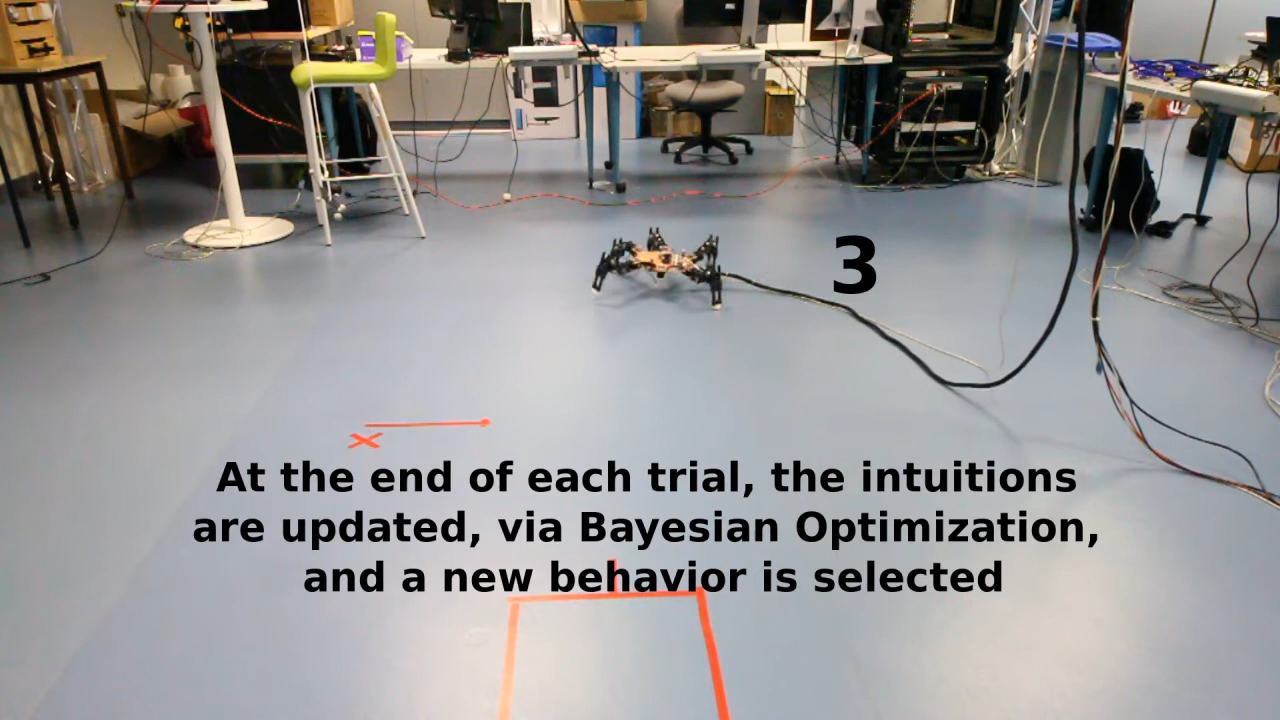 3
At the end of each trial, the intuitions
are updated, via Bayesian Optimization,
and a new behavior is selected